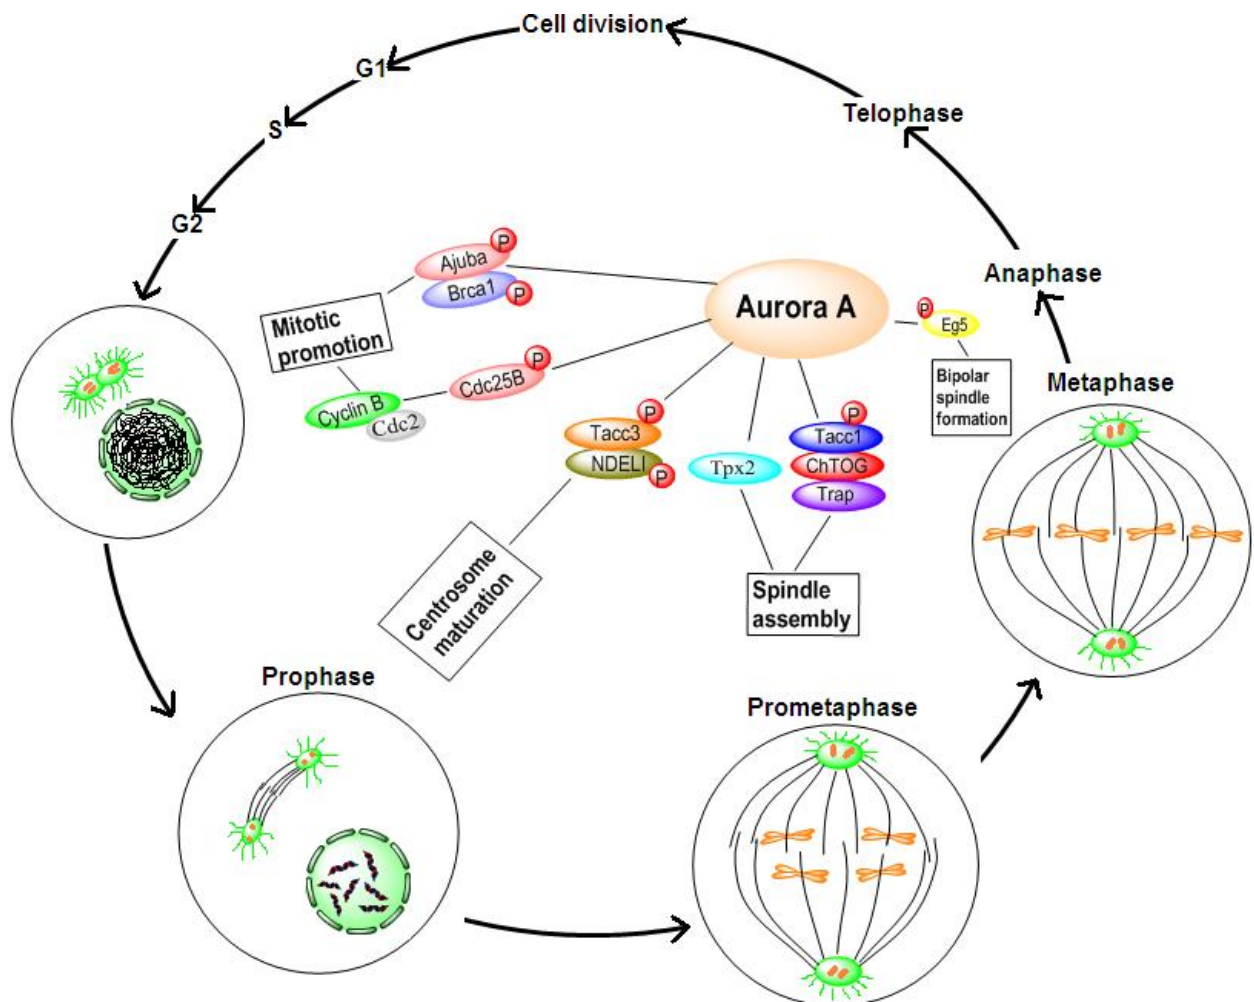 Cell division
G1
Telophase
S
G2
P
Ajuba
Brca1
P
Anaphase
Aurora A
P
Eg5
Mitotic
promotion
P
Cdc25B
Bipolar
spindle
formation
Metaphase
Cyclin B
Cdc2
P
Tacc3
NDELI
P
Tpx2
P
Tacc1
ChTOG
Trap
Centrosome
maturation
Spindle
assembly
Prophase
Prometaphase